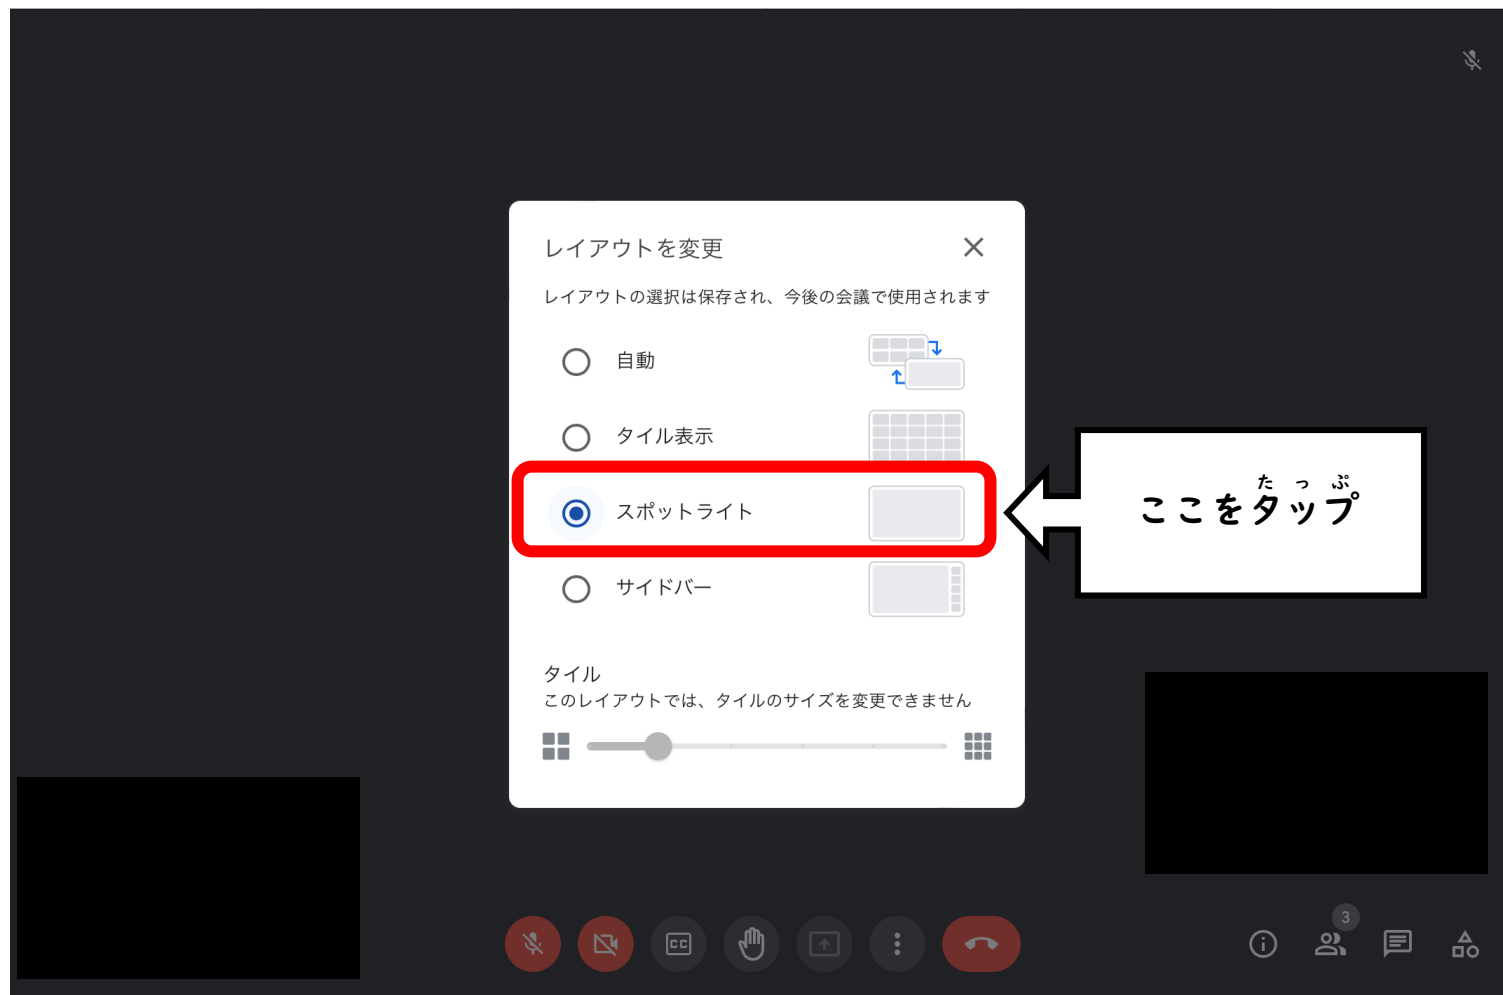 レイアウトを変更
レイアウトの選択は保存され、今後の会議で使用されます
自動
タイル表示
スポットライト
サイドバー
タイル
このレイアウトでは、タイルのサイズを変更できません
たっぷ
ここをタップ
CC
3